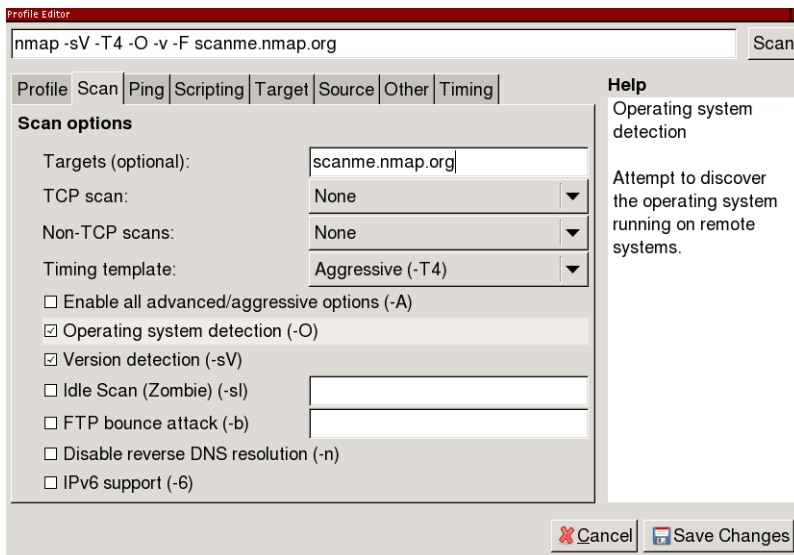 Profile Editor
nmap -sV -T4 -O -v -F scanme.nmap.org
Scan
Profile Scan Ping Scripting Target Source Other Timing
Scan options
Targets (optional): scanme.nmap.org
TCP scan: None
Non-TCP scans: None
Timing template: Aggressive (-T4)
Enable all advanced/aggressive options (-A)
Operating system detection (-O)
Version detection (-sV)
Idle Scan (Zombie) (-sI)
FTP bounce attack (-b)
Disable reverse DNS resolution (-n)
IPv6 support (-6)
Help
Operating system
detection
Attempt to discover
the operating system
running on remote
systems.
Cancel
Save Changes